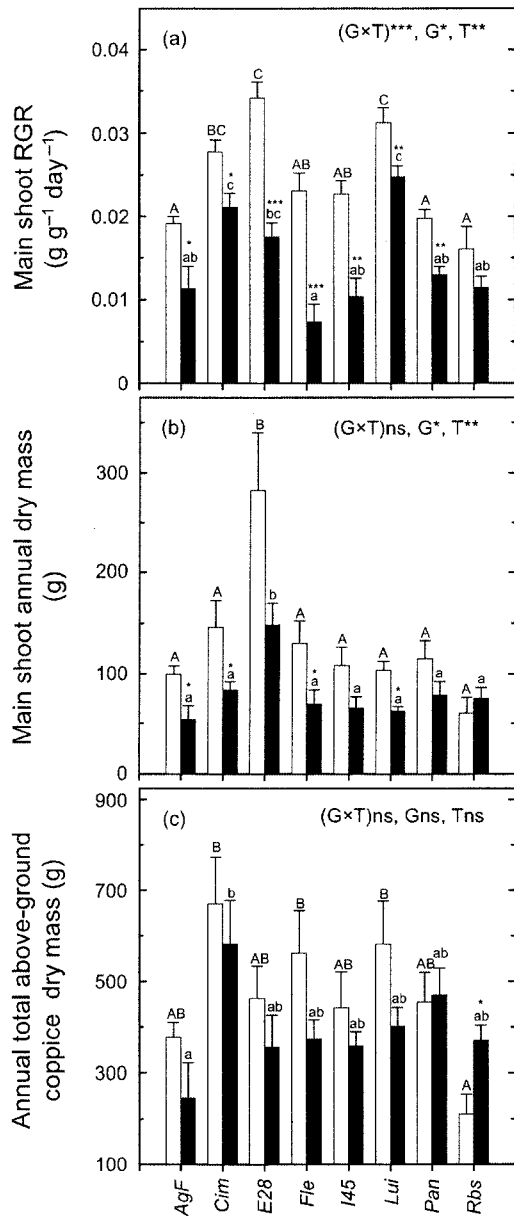 (a)
(G×T)***, G*, T**
Main shoot RGR
(g g⁻¹ day⁻¹)
0.04
0.03
0.02
0.01
0
A
*
ab
BC
*
c
C
***
bc
AB
***
a
AB
**
ab
C
**
c
A
**
ab
A
ab
(b)
(G×T)ns, G*, T**
Main shoot annual dry mass
(g)
300
200
100
0
A
*
a
A
*
a
B
b
A
*
a
A
a
A
*
a
A
a
A
a
(c)
(G×T)ns, Gns, Tns
Annual total above-ground
coppice dry mass (g)
900
700
500
300
100
AB
a
B
b
AB
ab
B
ab
AB
ab
B
ab
AB
ab
A
*
ab
AgF
Cim
E28
Fle
I45
Lui
Pan
Rbs